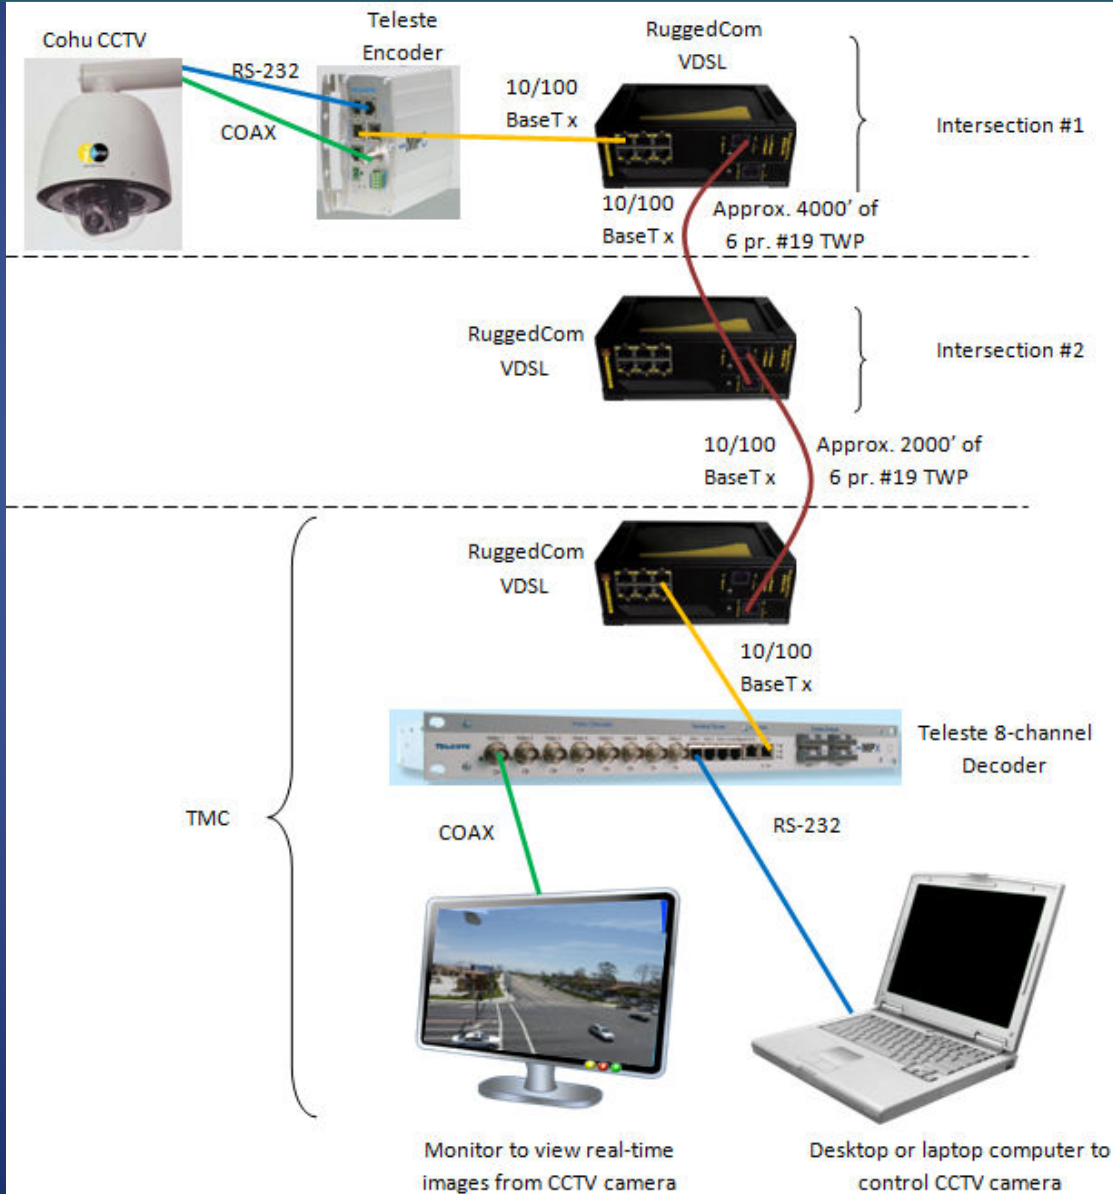 Cohu CCTV
Teleste
Encoder
RS-232
COAX
10/100
BaseT x
RuggedCom
VDSL
Intersection #1
10/100
BaseT x
Approx. 4000’ of
6 pr. #19 TWP
RuggedCom
VDSL
Intersection #2
10/100
BaseT x
Approx. 2000’ of
6 pr. #19 TWP
RuggedCom
VDSL
10/100
BaseT x
TELESTE
Teleste 8-channel
Decoder
TMC
COAX
RS-232
Monitor to view real-time
images from CCTV camera
Desktop or laptop computer to
control CCTV camera